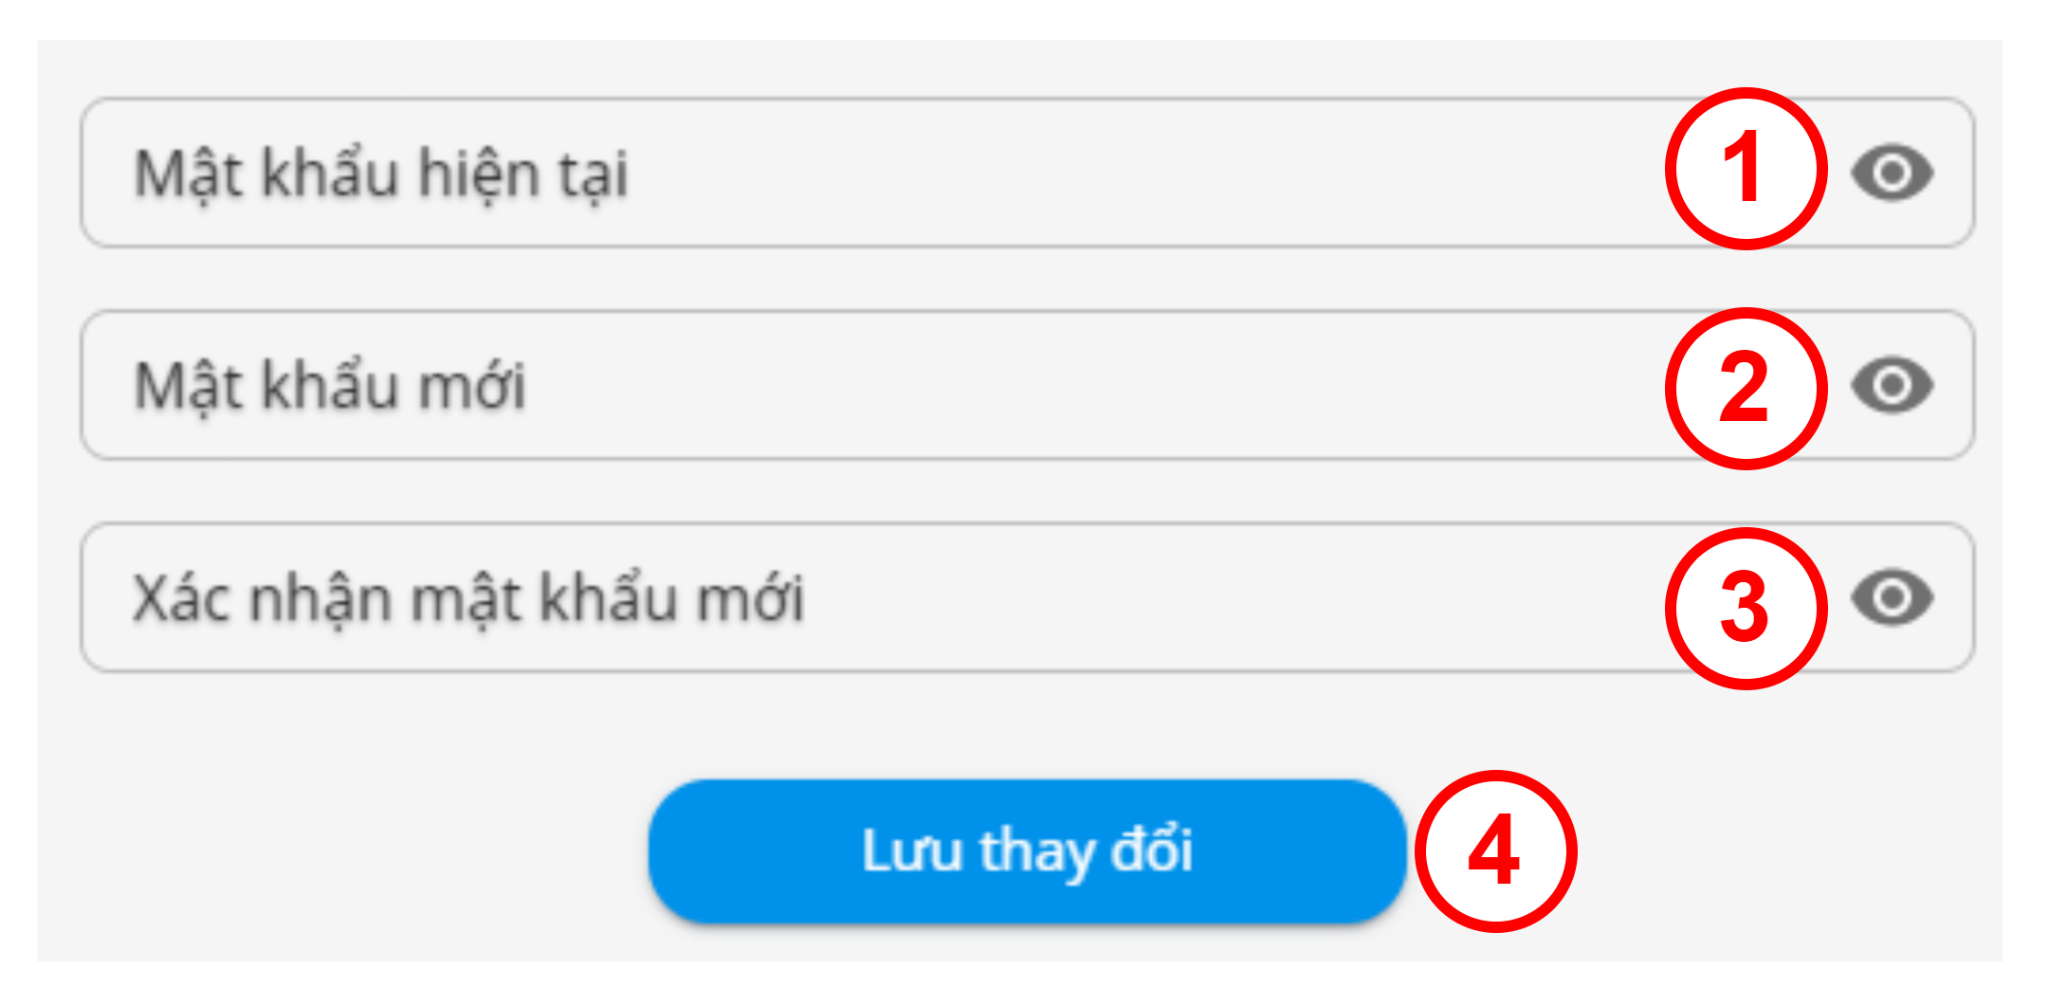 Mật khẩu hiện tại 1
Mật khẩu mới 2
Xác nhận mật khẩu mới 3
Lưu thay đổi 4